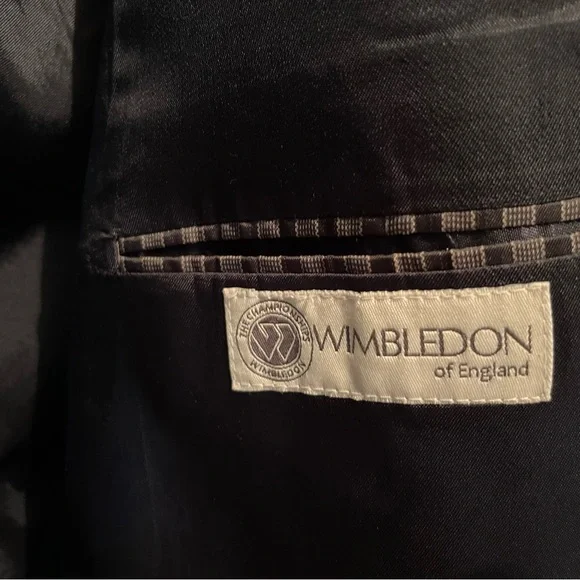 THE CHAMPIONSHIPS
WIMBLEDON
WIMBLEDON
of England